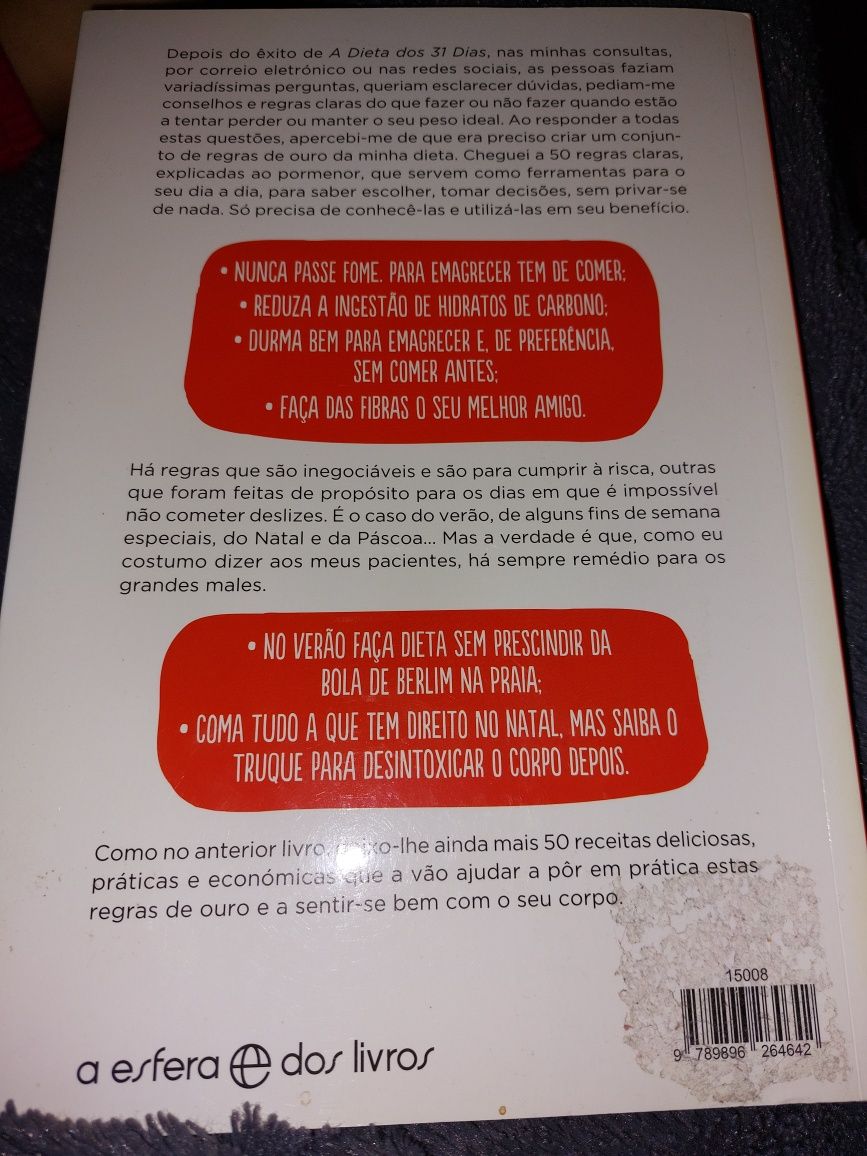 Depois do êxito de A Dieta dos 31 Dias, nas minhas consultas,
por correio eletrónico ou nas redes sociais, as pessoas faziam
variadíssimas perguntas, queriam esclarecer dúvidas, pediam-me
conselhos e regras claras do que fazer ou não fazer quando estão
a tentar perder ou manter o seu peso ideal. Ao responder a todas
estas questões, apercebi-me de que era preciso criar um conjun-
to de regras de ouro da minha dieta. Cheguei a 50 regras claras,
explicadas ao pormenor, que servem como ferramentas para o
seu dia a dia, para saber escolher, tomar decisões, sem privar-se
de nada. Só precisa de conhecê-las e utilizá-las em seu benefício.
• NUNCA PASSE FOME. PARA EMAGRECER TEM DE COMER;
• REDUZA A INGESTÃO DE HIDRATOS DE CARBONO;
• DURMA BEM PARA EMAGRECER E, DE PREFERÊNCIA,
SEM COMER ANTES;
• FAÇA DAS FIBRAS O SEU MELHOR AMIGO.
Há regras que são inegociáveis e são para cumprir à risca, outras
que foram feitas de propósito para os dias em que é impossível
não cometer deslizes. É o caso do verão, de alguns fins de semana
especiais, do Natal e da Páscoa... Mas a verdade é que, como eu
costumo dizer aos meus pacientes, há sempre remédio para os
grandes males.
• NO VERÃO FAÇA DIETA SEM PRESCINDIR DA
BOLA DE BERLIM NA PRAIA;
• COMA TUDO A QUE TEM DIREITO NO NATAL, MAS SAIBA O
TRUQUE PARA DESINTOXICAR O CORPO DEPOIS.
Como no anterior livro, deixo-lhe ainda mais 50 receitas deliciosas,
práticas e económicas que a vão ajudar a pôr em prática estas
regras de ouro e a sentir-se bem com o seu corpo.
15008
9 789896 264642
a esfera dos livros